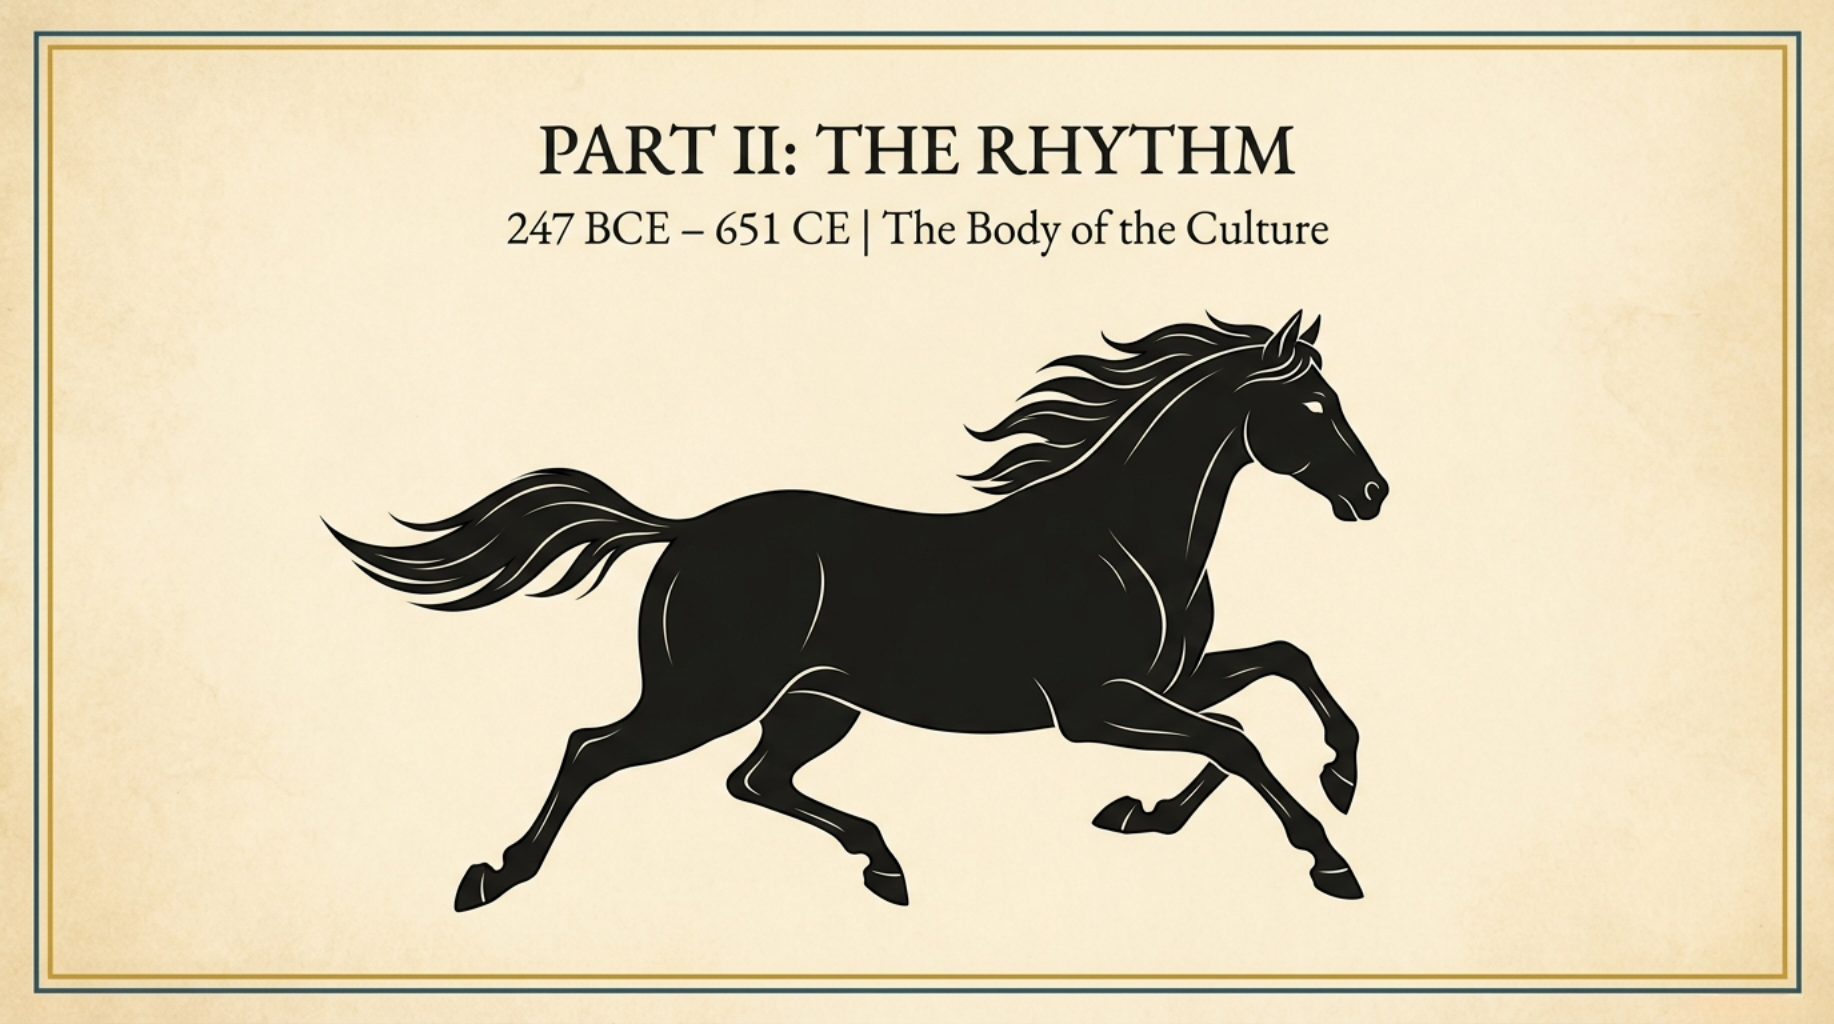 PART II: THE RHYTHM
247 BCE – 651 CE | The Body of the Culture